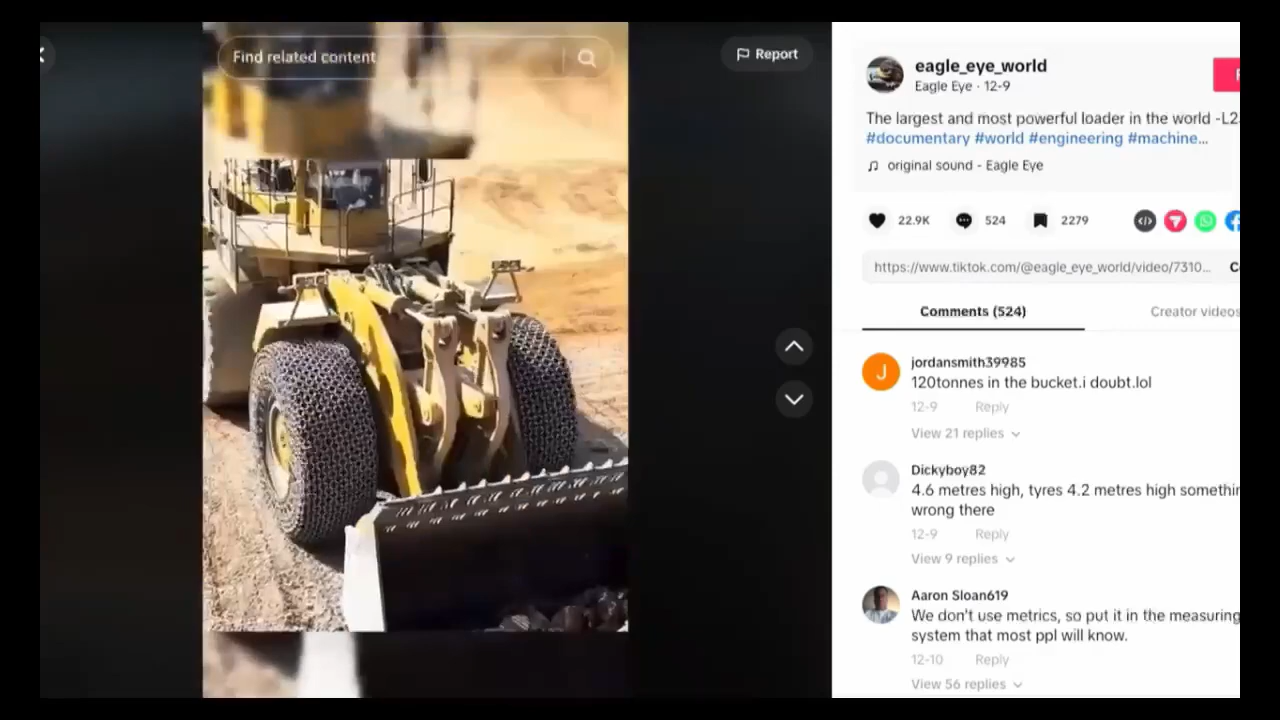 Find related content
Report
eagle_eye_world
Eagle Eye · 12-9
The largest and most powerful loader in the world -L2
#documentary #world #engineering #machine...
original sound - Eagle Eye
22.9K
524
2279
https://www.tiktok.com/@eagle_eye_world/video/7310...
Comments (524)
Creator videos
jordansmith39985
120tonnes in the bucket.i doubt.lol
12-9 Reply
View 21 replies
Dickyboy82
4.6 metres high, tyres 4.2 metres high somethin
wrong there
12-9 Reply
View 9 replies
Aaron Sloan619
We don't use metrics, so put it in the measuring
system that most ppl will know.
12-10 Reply
View 56 replies